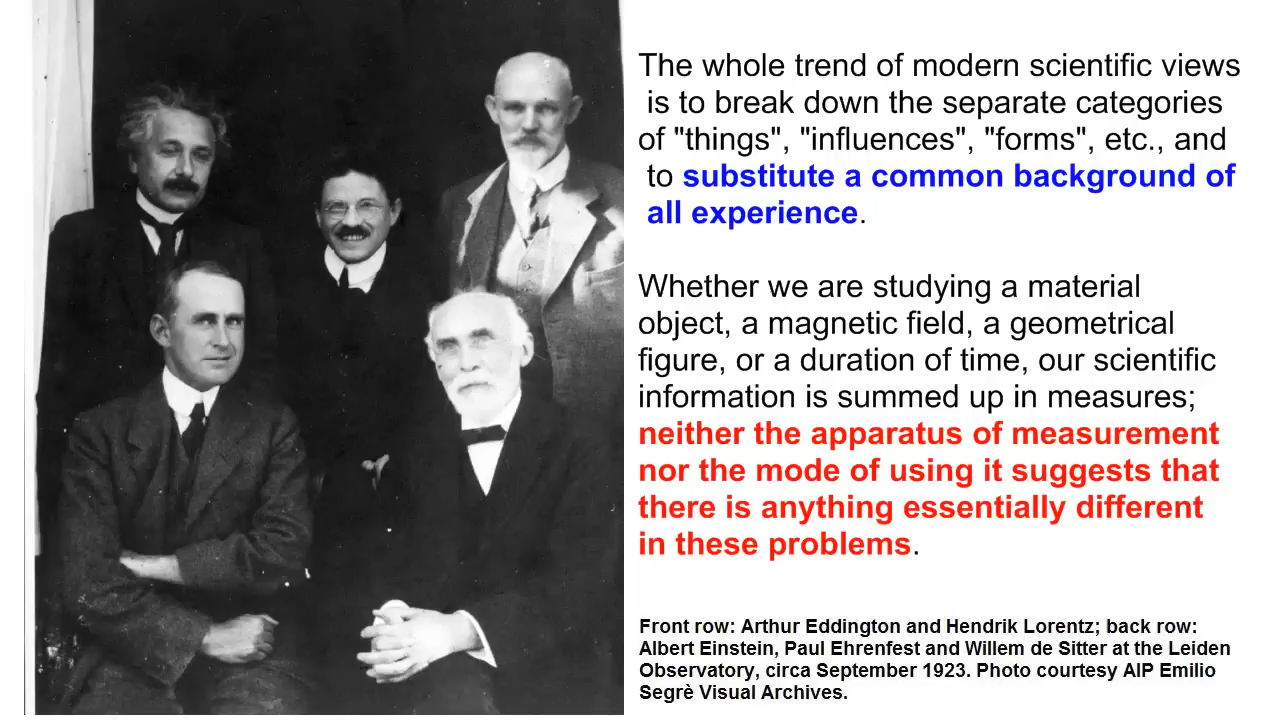 The whole trend of modern scientific views
is to break down the separate categories
of "things", "influences", "forms", etc., and
to substitute a common background of
all experience.
Whether we are studying a material
object, a magnetic field, a geometrical
figure, or a duration of time, our scientific
information is summed up in measures;
neither the apparatus of measurement
nor the mode of using it suggests that
there is anything essentially different
in these problems.
Front row: Arthur Eddington and Hendrik Lorentz; back row:
Albert Einstein, Paul Ehrenfest and Willem de Sitter at the Leiden
Observatory, circa September 1923. Photo courtesy AIP Emilio
Segrè Visual Archives.